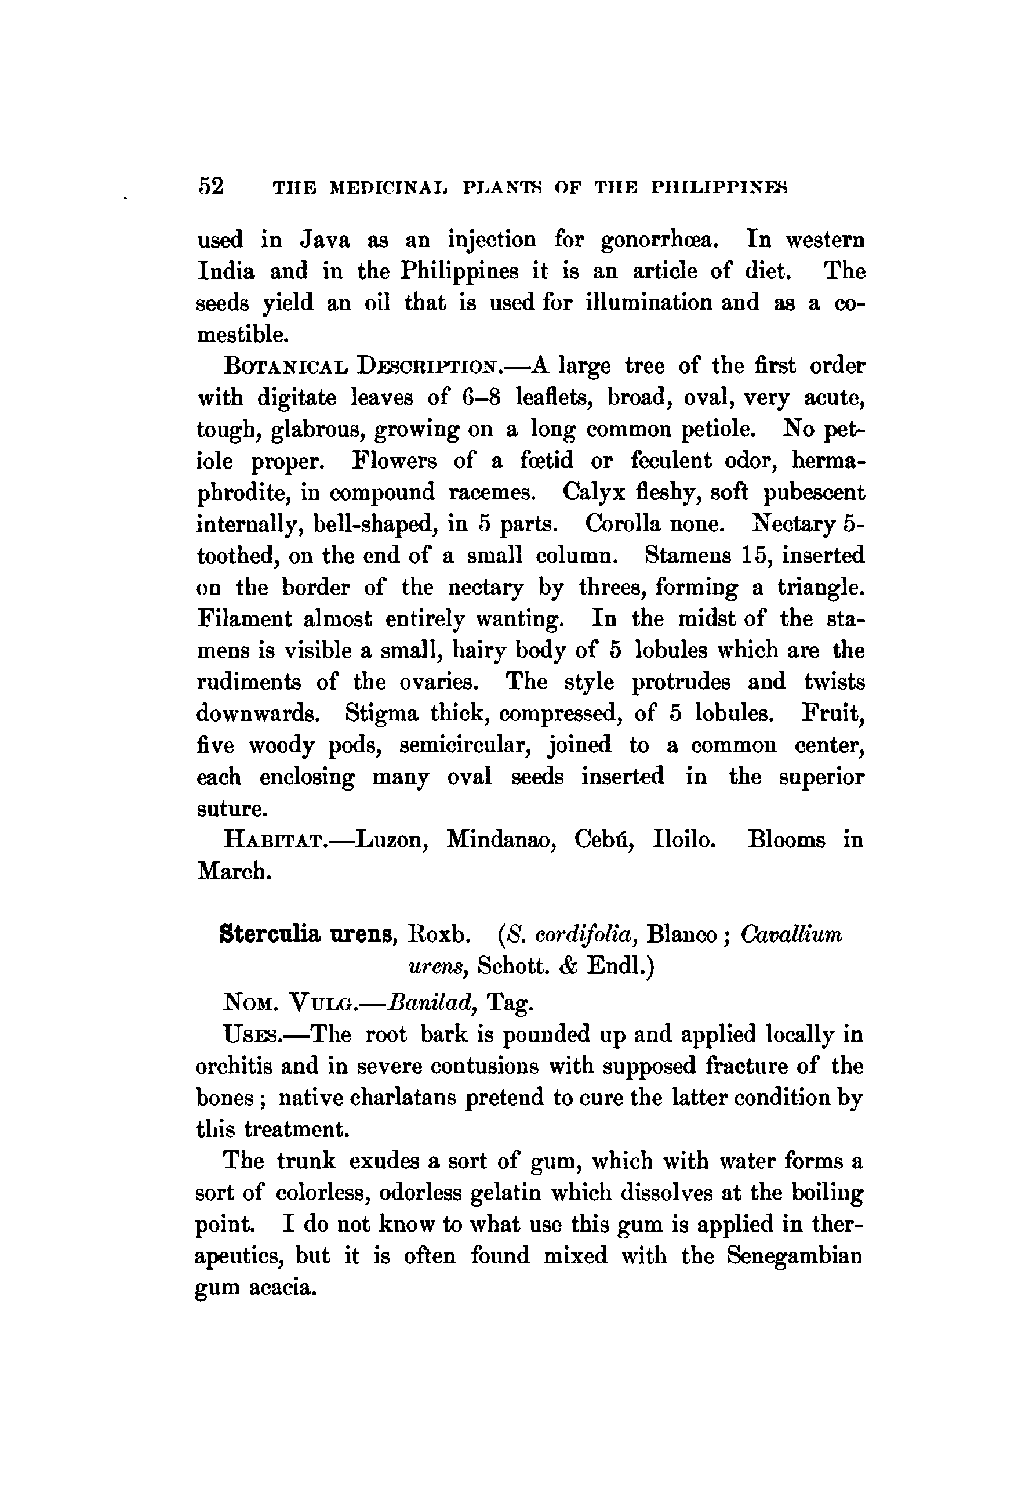 52 THE MEDICINAL PLANTS OF THE PHILIPPINES
used in Java as an injection for gonorrhœa. In western
India and in the Philippines it is an article of diet. The
seeds yield an oil that is used for illumination and as a co-
mestible.
BOTANICAL DESCRIPTION.—A large tree of the first order
with digitate leaves of 6–8 leaflets, broad, oval, very acute,
tough, glabrous, growing on a long common petiole. No pet-
iole proper. Flowers of a fœtid or feculent odor, herma-
phrodite, in compound racemes. Calyx fleshy, soft pubescent
internally, bell-shaped, in 5 parts. Corolla none. Nectary 5-
toothed, on the end of a small column. Stamens 15, inserted
on the border of the nectary by threes, forming a triangle.
Filament almost entirely wanting. In the midst of the sta-
mens is visible a small, hairy body of 5 lobules which are the
rudiments of the ovaries. The style protrudes and twists
downwards. Stigma thick, compressed, of 5 lobules. Fruit,
five woody pods, semicircular, joined to a common center,
each enclosing many oval seeds inserted in the superior
suture.
HABITAT.—Luzon, Mindanao, Cebú, Iloilo. Blooms in
March.
Sterculia urens, Roxb. (S. cordifolia, Blanco; Cavallium
urens, Schott. & Endl.)
NOM. VULG.—Banilad, Tag.
USES.—The root bark is pounded up and applied locally in
orchitis and in severe contusions with supposed fracture of the
bones; native charlatans pretend to cure the latter condition by
this treatment.
The trunk exudes a sort of gum, which with water forms a
sort of colorless, odorless gelatin which dissolves at the boiling
point. I do not know to what use this gum is applied in ther-
apeutics, but it is often found mixed with the Senegambian
gum acacia.